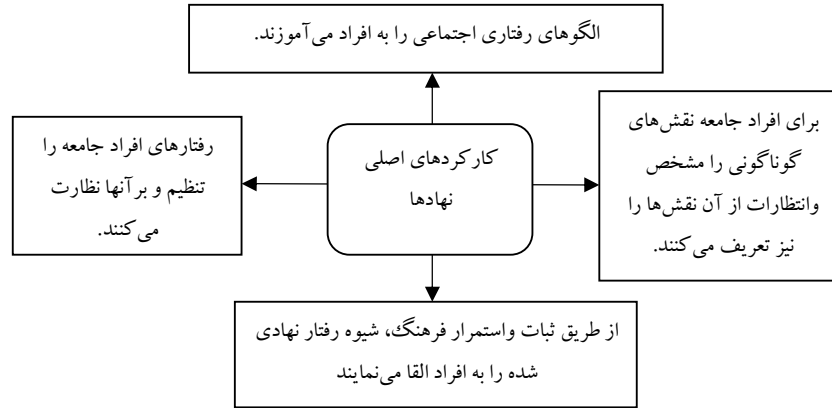 الگوهای رفتاری اجتماعی را به افراد می‌آموزند.
برای افراد جامعه نقش‌های
گوناگونی را مشخص
وانتظارات از آن نقش‌ها را
نیز تعریف می‌کنند.
کارکردهای اصلی
نهادها
رفتارهای افراد جامعه را
تنظیم و برآنها نظارت
می‌کنند.
از طریق ثبات واستمرار فرهنگ، شیوه رفتار نهادی
شده را به افراد القا می‌نمایند